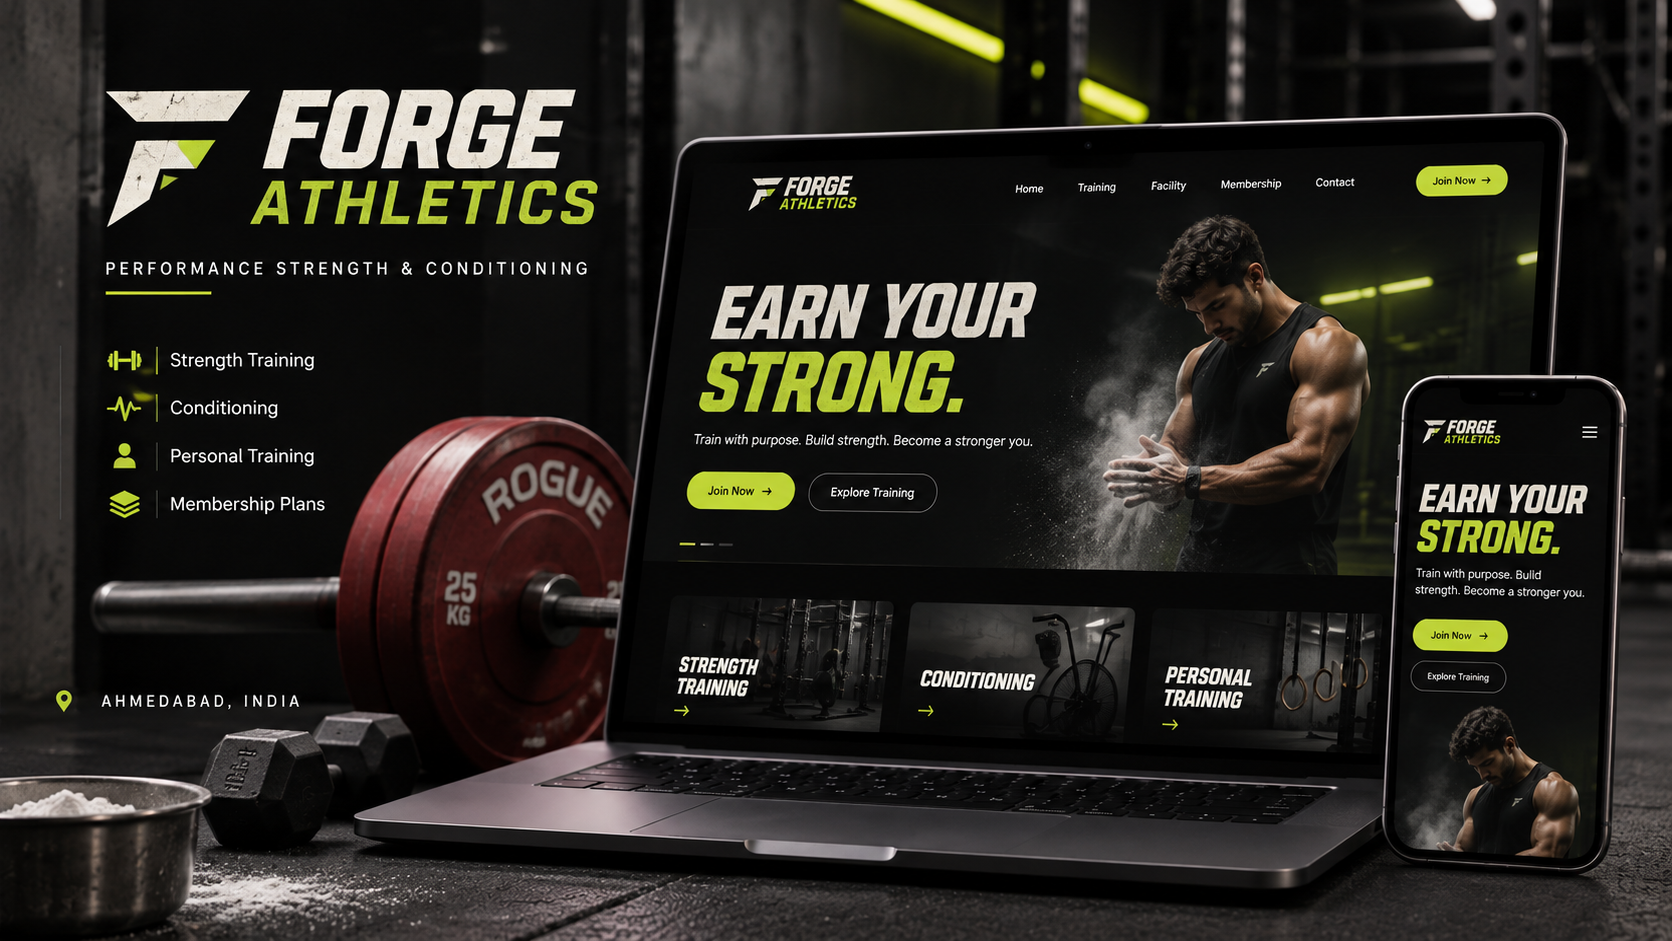 FORGE
ATHLETICS
PERFORMANCE STRENGTH & CONDITIONING
Strength Training
Conditioning
Personal Training
Membership Plans
AHMEDABAD, INDIA
ROGUE
25
KG
FORGE
ATHLETICS
Home
Training
Facility
Membership
Contact
Join Now →
EARN YOUR
STRONG.
Train with purpose. Build strength. Become a stronger you.
Join Now →
Explore Training
STRENGTH
TRAINING
→
CONDITIONING
→
PERSONAL
TRAINING
→
FORGE
ATHLETICS
EARN YOUR
STRONG.
Train with purpose. Build
strength. Become a stronger you.
Join Now →
Explore Training